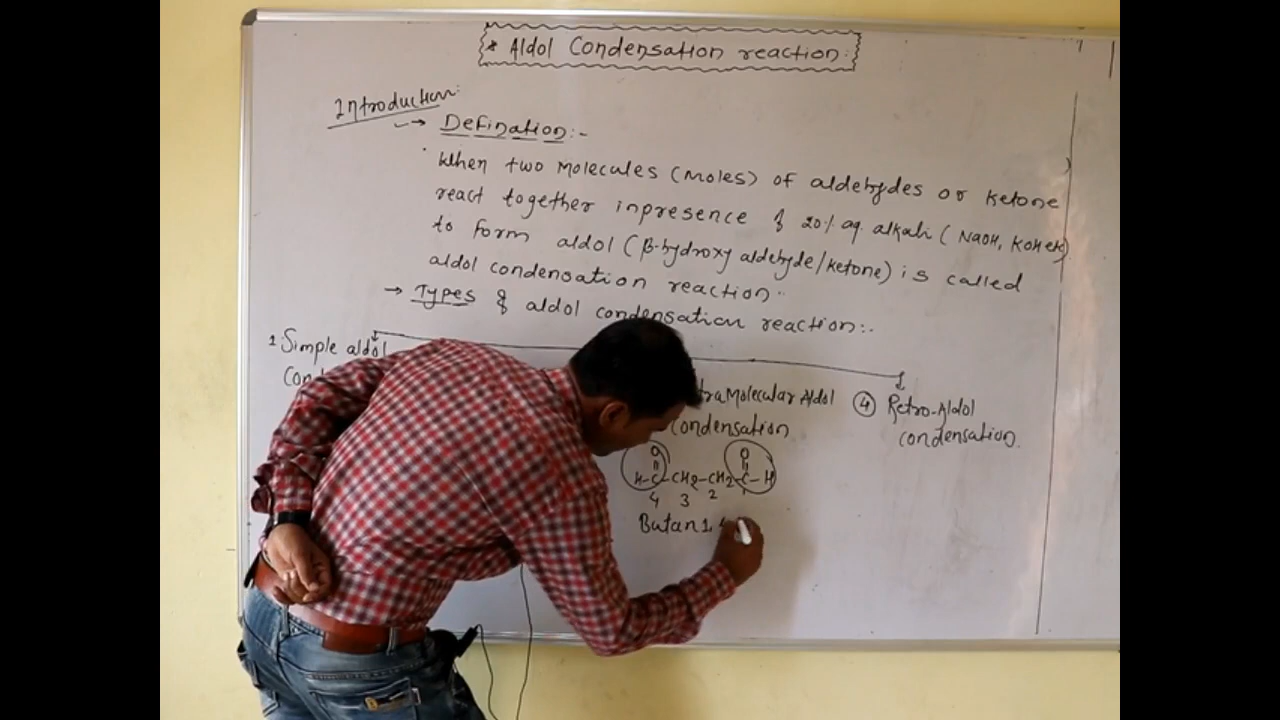 * Aldol Condensation reaction:
Introduction:
→ Defination:-
When two molecules (moles) of aldehydes or ketone
react together inpresence of 20% aq. alkali ( NaOH, KOH etc)
to form aldol (β-hydroxy aldehyde/ketone) is called
aldol condensation reaction.
→ Types of aldol condensation reaction:-
1. Simple aldol
Molecular Aldol
Condensation
④ Retro-Aldol
condensation.
O O
H-C-CH2-CH2-C-H
4 3 2 1
Butan 1,